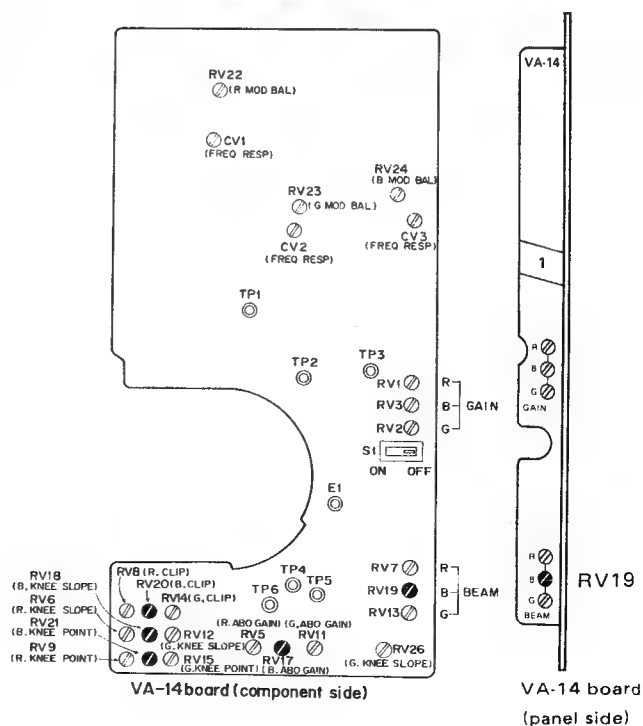 RV22
(R MOD BAL)
CV1
(FREQ RESP)
RV24
(B MOD BAL)
RV23
(G MOD BAL)
CV2
(FREQ RESP)
CV3
(FREQ RESP)
TP1
TP2
TP3
RV1 R
RV3 B GAIN
RV2 G
S1
ON OFF
E1
RV7 R
RV19 B BEAM
RV13 G
TP4
TP6
TP5
RV18
(B. KNEE SLOPE)
RV6
(R. KNEE SLOPE)
RV21
(B. KNEE POINT)
RV9
(R. KNEE POINT)
RV8 (R. CLIP)
RV20 (B. CLIP)
RV14 (G, CLIP)
RV12
(G. KNEE SLOPE)
RV15
(G. KNEE POINT)
(R. ABO GAIN)
RV5
(G, ABO GAIN)
RV11
RV17
(B. ABO GAIN)
RV26
(G. KNEE SLOPE)
VA-14 board (component side)
VA-14
1
R
B
G
GAIN
R
B
G
BEAM
RV19
VA-14 board
(panel side)